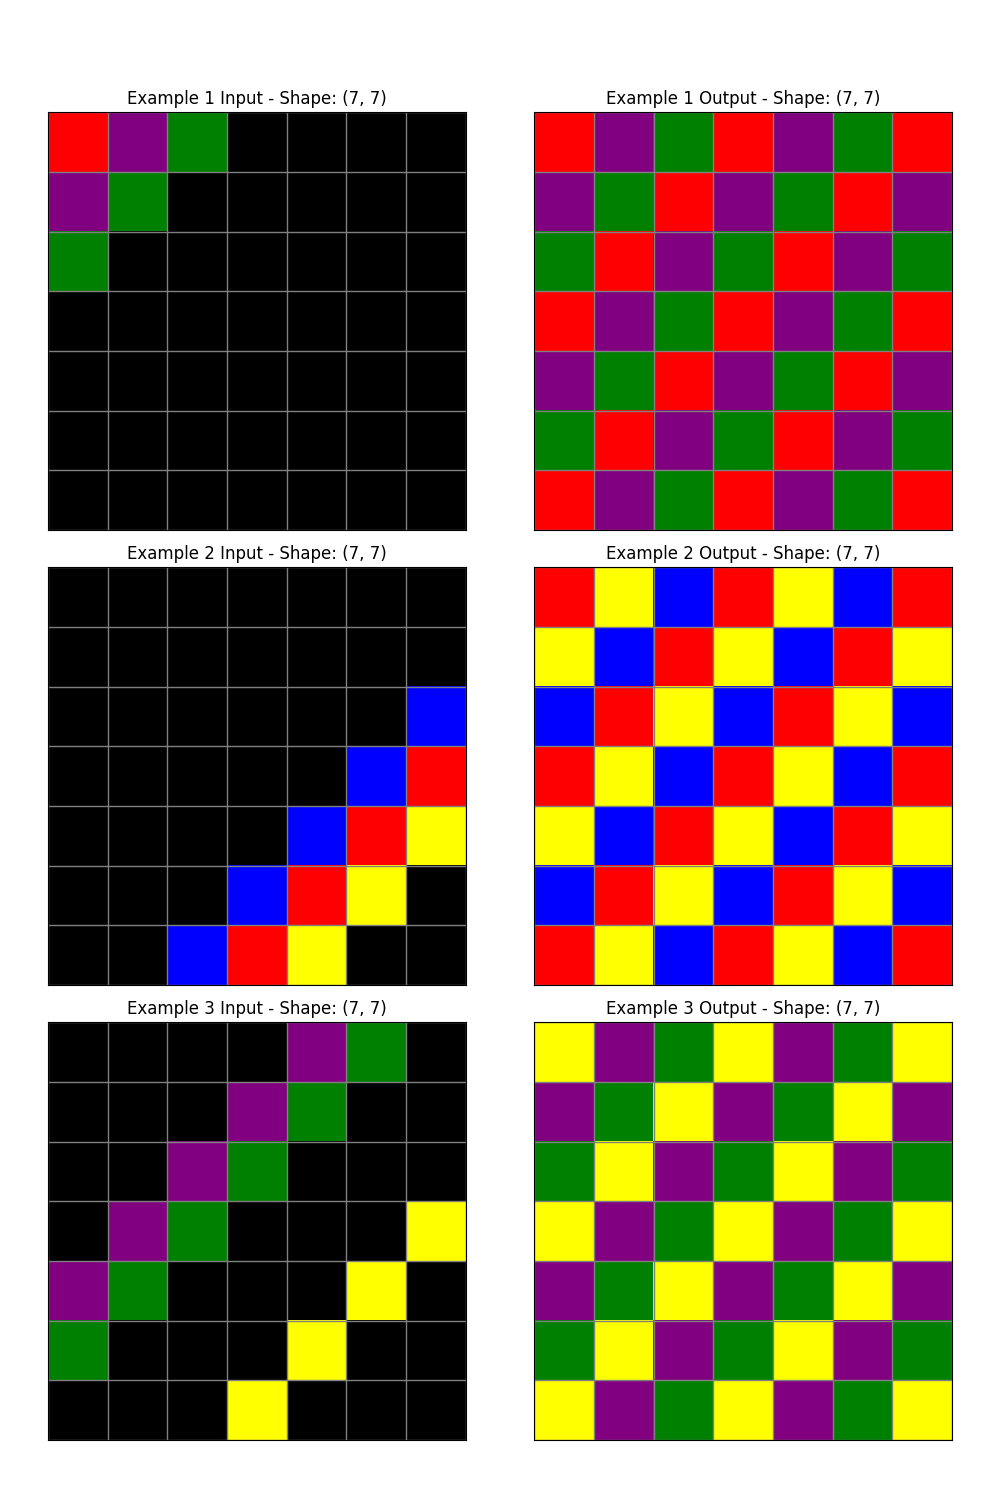 Example 1 Input - Shape: (7, 7)
Example 1 Output - Shape: (7, 7)
Example 2 Input - Shape: (7, 7)
Example 2 Output - Shape: (7, 7)
Example 3 Input - Shape: (7, 7)
Example 3 Output - Shape: (7, 7)